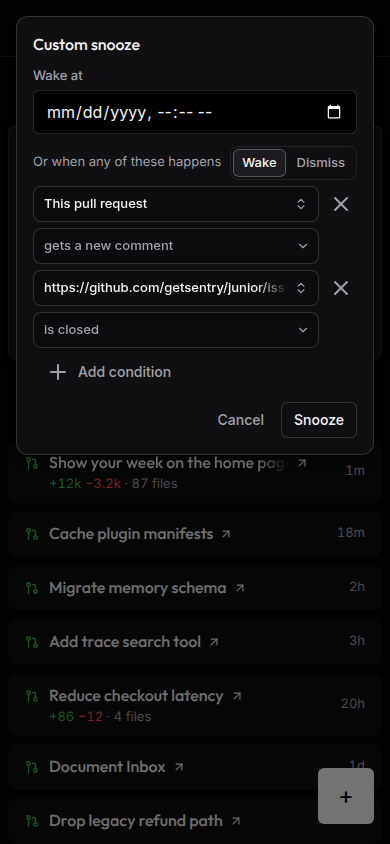 Custom snooze
Wake at
mm/dd/yyyy, --:-- --
Or when any of these happens Wake Dismiss
This pull request
gets a new comment
https://github.com/getsentry/junior/iss
is closed
Add condition
Cancel Snooze
Show your week on the home pag
1m
+12k −3.2k · 87 files
Cache plugin manifests 18m
Migrate memory schema 2h
Add trace search tool 3h
Reduce checkout latency
20h
+86 −12 · 4 files
Document Inbox 1d
Drop legacy refund path
+